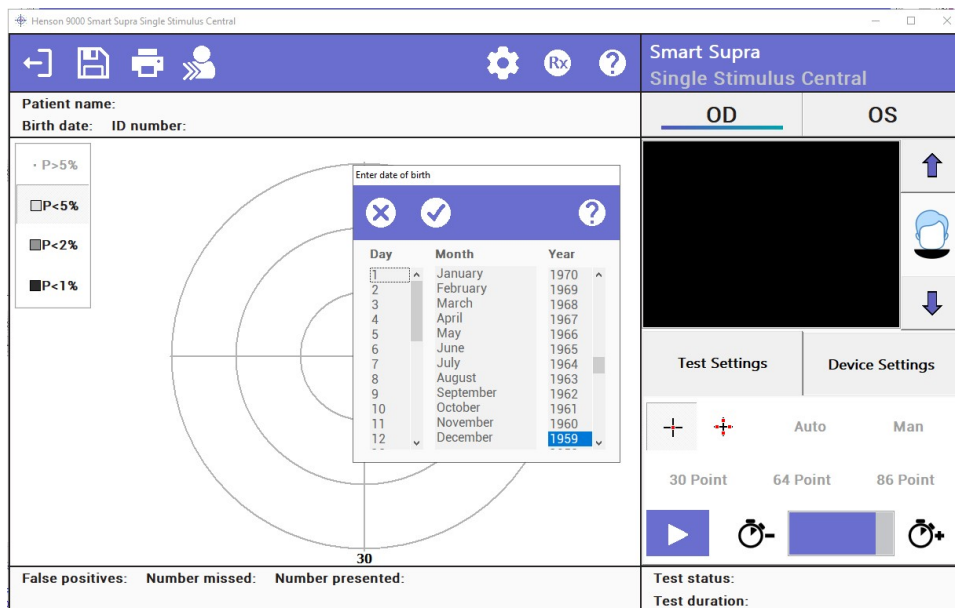 Henson 9000 Smart Supra Single Stimulus Central
Rx
?
Smart Supra
Single Stimulus Central
Patient name:
Birth date: ID number:
OD OS
· P>5%
P<5%
P<2%
P<1%
Enter date of birth
?
Day Month Year
1 January 1970
2 February 1969
3 March 1968
4 April 1967
5 May 1966
6 June 1965
7 July 1964
8 August 1963
9 September 1962
10 October 1961
11 November 1960
12 December 1959
30
Test Settings Device Settings
Auto Man
30 Point 64 Point 86 Point
False positives: Number missed: Number presented:
Test status:
Test duration: